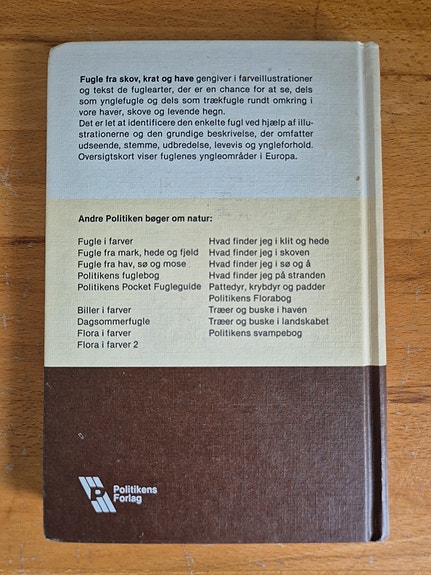 Fugle fra skov, krat og have gengiver i farveillustrationer
og tekst de fuglearter, der er en chance for at se, dels
som ynglefugle og dels som trækfugle rundt omkring i
vore haver, skove og levende hegn.
Det er let at identificere den enkelte fugl ved hjælp af illu-
strationerne og den grundige beskrivelse, der omfatter
udseende, stemme, udbredelse, levevis og yngleforhold.
Oversigtskort viser fuglenes yngleområder i Europa.
Andre Politiken bøger om natur:
Fugle i farver
Fugle fra mark, hede og fjeld
Fugle fra hav, sø og mose
Politikens fuglebog
Politikens Pocket Fugleguide
Biller i farver
Dagsommerfugle
Flora i farver
Flora i farver 2
Hvad finder jeg i klit og hede
Hvad finder jeg i skoven
Hvad finder jeg i sø og å
Hvad finder jeg på stranden
Pattedyr, krybdyr og padder
Politikens Florabog
Træer og buske i haven
Træer og buske i landskabet
Politikens svampebog
P
Politikens
Forlag